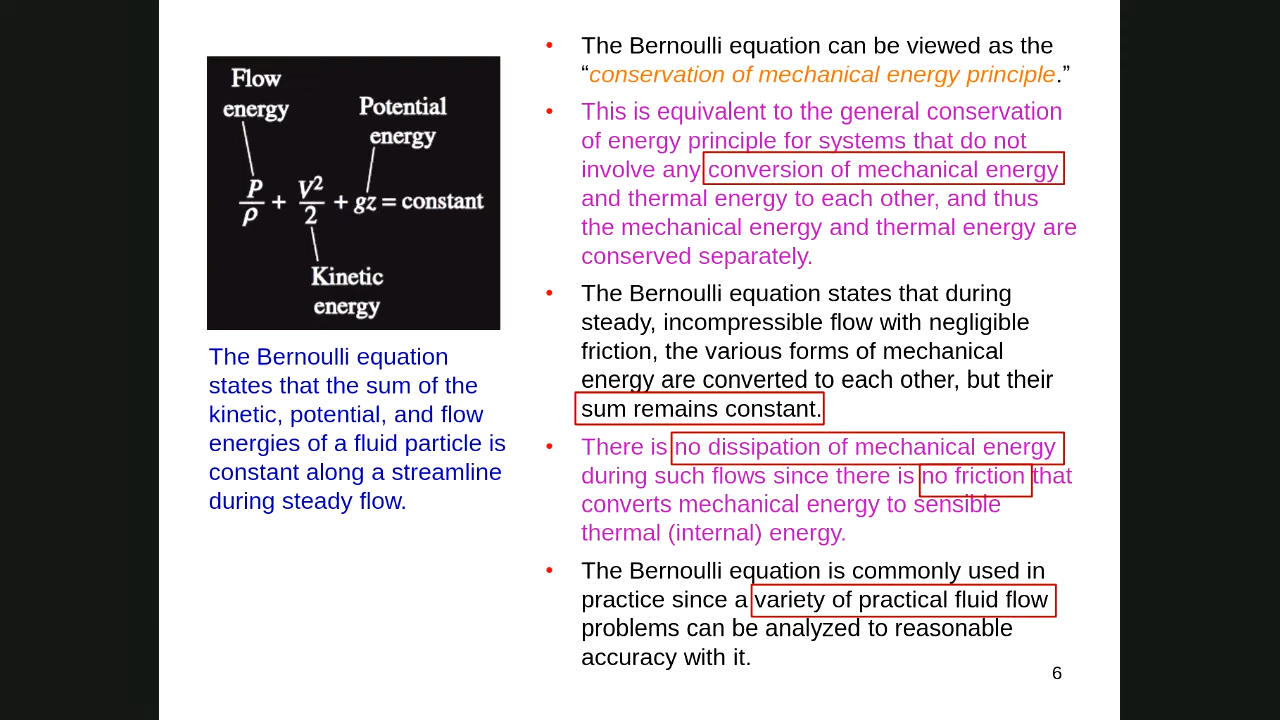 Flow
energy
Potential
energy
P/ρ + V²/2 + gz = constant
Kinetic
energy
The Bernoulli equation
states that the sum of the
kinetic, potential, and flow
energies of a fluid particle is
constant along a streamline
during steady flow.
• The Bernoulli equation can be viewed as the
“conservation of mechanical energy principle.”
• This is equivalent to the general conservation
of energy principle for systems that do not
involve any conversion of mechanical energy
and thermal energy to each other, and thus
the mechanical energy and thermal energy are
conserved separately.
• The Bernoulli equation states that during
steady, incompressible flow with negligible
friction, the various forms of mechanical
energy are converted to each other, but their
sum remains constant.
• There is no dissipation of mechanical energy
during such flows since there is no friction that
converts mechanical energy to sensible
thermal (internal) energy.
• The Bernoulli equation is commonly used in
practice since a variety of practical fluid flow
problems can be analyzed to reasonable
accuracy with it.
6